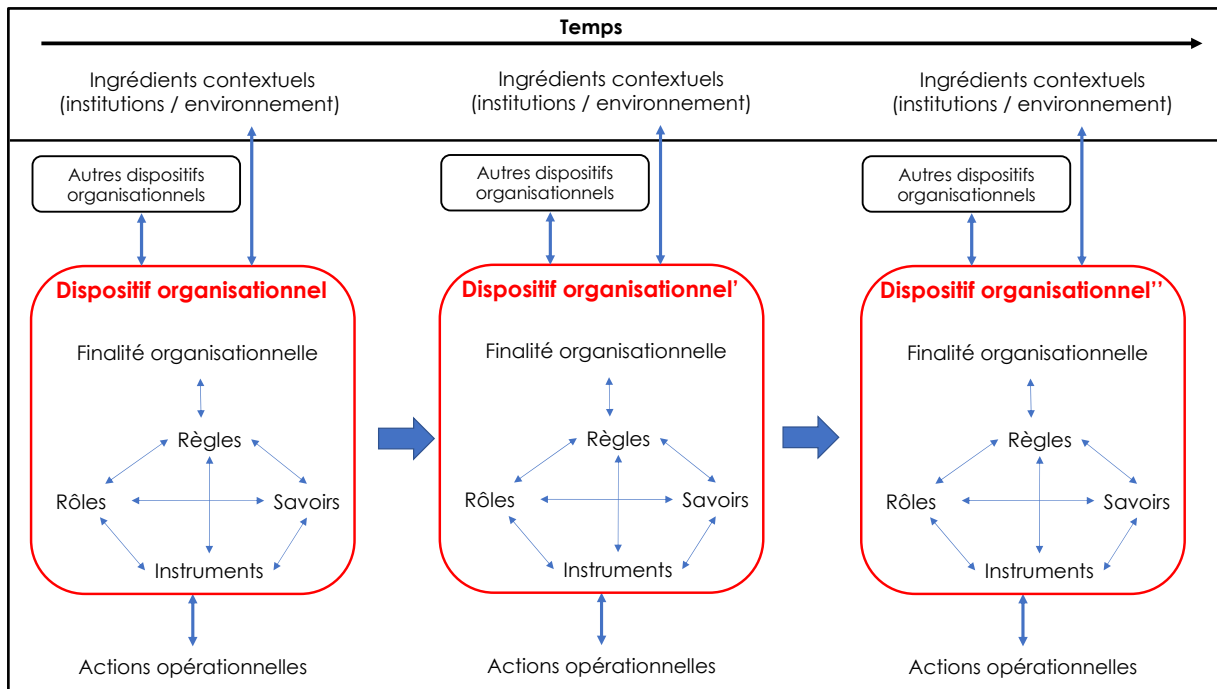 Temps
Ingrédients contextuels
(institutions / environnement)
Ingrédients contextuels
(institutions / environnement)
Ingrédients contextuels
(institutions / environnement)
Autres dispositifs
organisationnels
Autres dispositifs
organisationnels
Autres dispositifs
organisationnels
Dispositif organisationnel
Finalité organisationnelle
Règles
Rôles
Savoirs
Instruments
Actions opérationnelles
Dispositif organisationnel’
Finalité organisationnelle
Règles
Rôles
Savoirs
Instruments
Actions opérationnelles
Dispositif organisationnel’’
Finalité organisationnelle
Règles
Rôles
Savoirs
Instruments
Actions opérationnelles